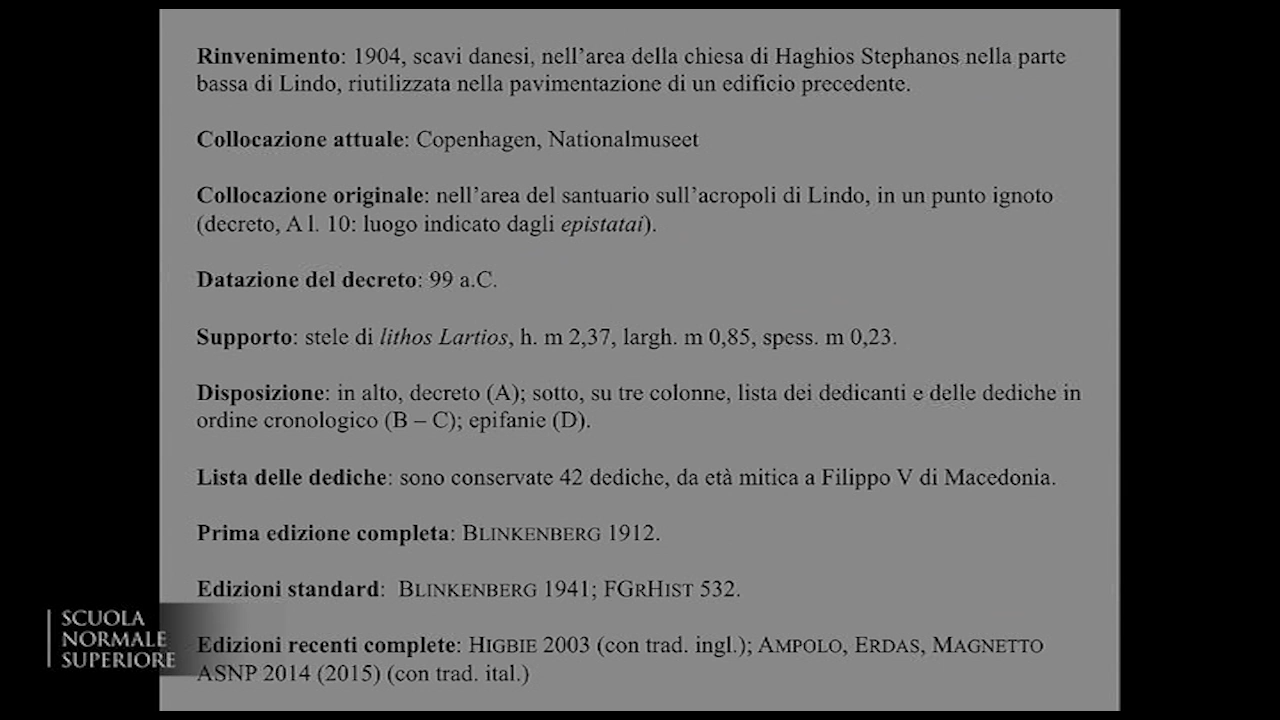 Rinvenimento: 1904, scavi danesi, nell’area della chiesa di Haghios Stephanos nella parte
bassa di Lindo, riutilizzata nella pavimentazione di un edificio precedente.
Collocazione attuale: Copenhagen, Nationalmuseet
Collocazione originale: nell’area del santuario sull’acropoli di Lindo, in un punto ignoto
(decreto, A l. 10: luogo indicato dagli epistatai).
Datazione del decreto: 99 a.C.
Supporto: stele di lithos Lartios, h. m 2,37, largh. m 0,85, spess. m 0,23.
Disposizione: in alto, decreto (A); sotto, su tre colonne, lista dei dedicanti e delle dediche in
ordine cronologico (B – C); epifanie (D).
Lista delle dediche: sono conservate 42 dediche, da età mitica a Filippo V di Macedonia.
Prima edizione completa: BLINKENBERG 1912.
Edizioni standard: BLINKENBERG 1941; FGRHIST 532.
Edizioni recenti complete: HIGBIE 2003 (con trad. ingl.); AMPOLO, ERDAS, MAGNETTO
ASNP 2014 (2015) (con trad. ital.)
SCUOLA
NORMALE
SUPERIORE